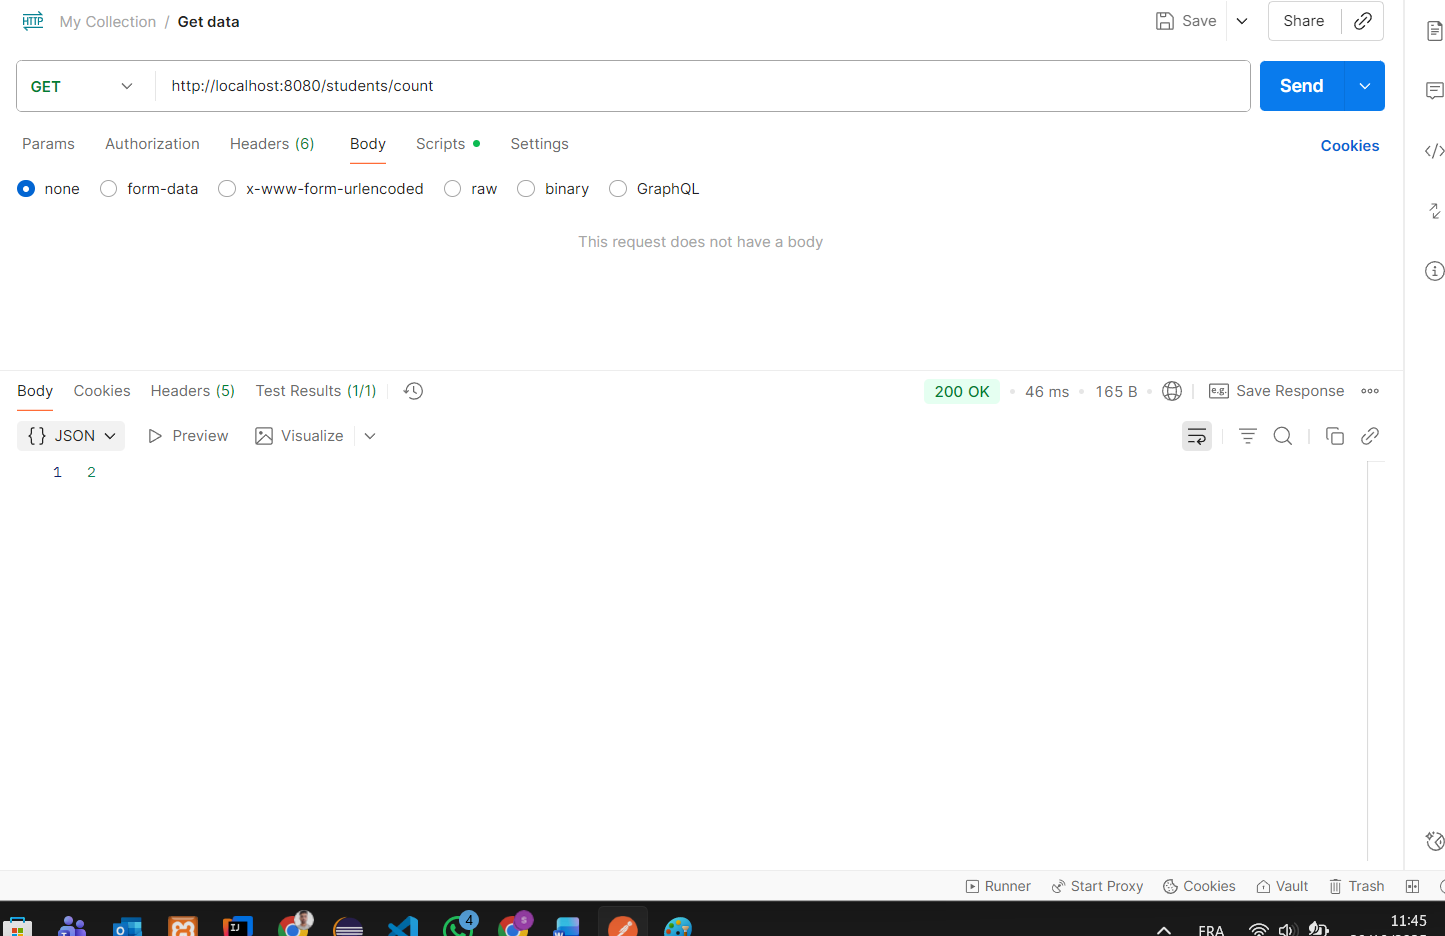 HTTP My Collection / Get data Save Share
GET http://localhost:8080/students/count Send
Params Authorization Headers (6) Body Scripts Settings Cookies
none form-data x-www-form-urlencoded raw binary GraphQL
This request does not have a body
Body Cookies Headers (5) Test Results (1/1) 200 OK • 46 ms • 165 B • e.g. Save Response
{} JSON Preview Visualize
1 2
Runner Start Proxy Cookies Vault Trash
4 S FRA 11:45